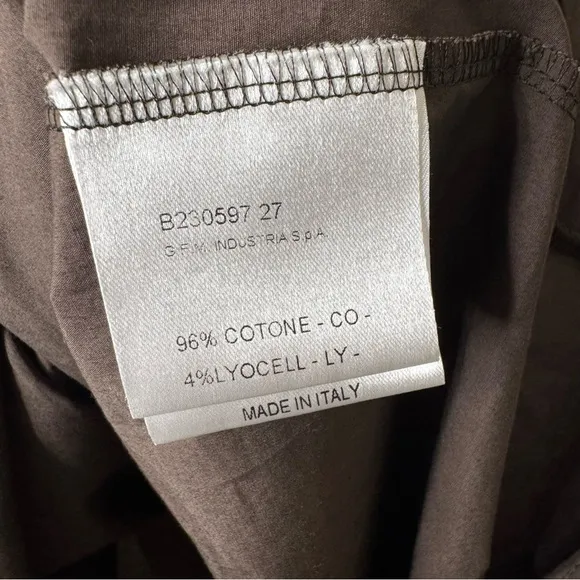 B230597 27
G.F.M. INDUSTRIA S.p.A.
96% COTONE - CO -
4%LYOCELL - LY -
MADE IN ITALY